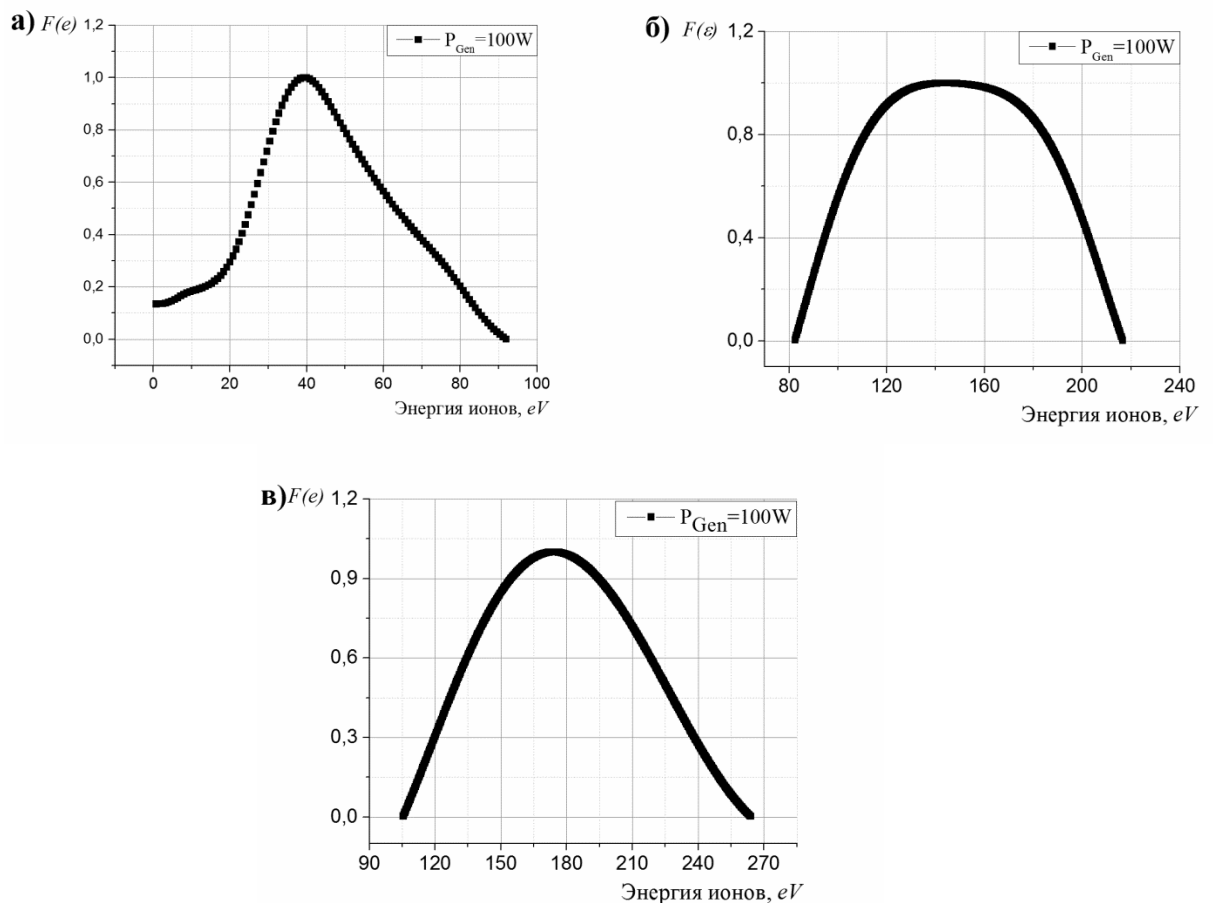 а) F(e)
1,2
1,0
0,8
0,6
0,4
0,2
0,0
P_Gen=100W
0 20 40 60 80 100
Энергия ионов, eV
б) F(ε)
1,2
0,8
0,4
0,0
P_Gen=100W
80 120 160 200 240
Энергия ионов, eV
в) F(e)
1,2
0,9
0,6
0,3
0,0
P_Gen=100W
90 120 150 180 210 240 270
Энергия ионов, eV